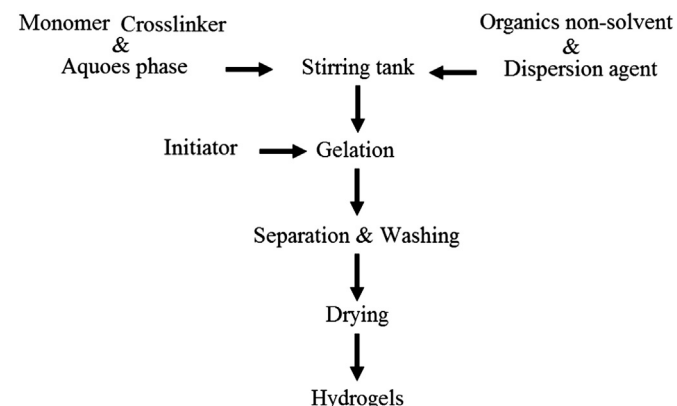 Monomer Crosslinker
&
Aquoes phase
Organics non-solvent
&
Dispersion agent
Stirring tank
Initiator
Gelation
Separation & Washing
Drying
Hydrogels